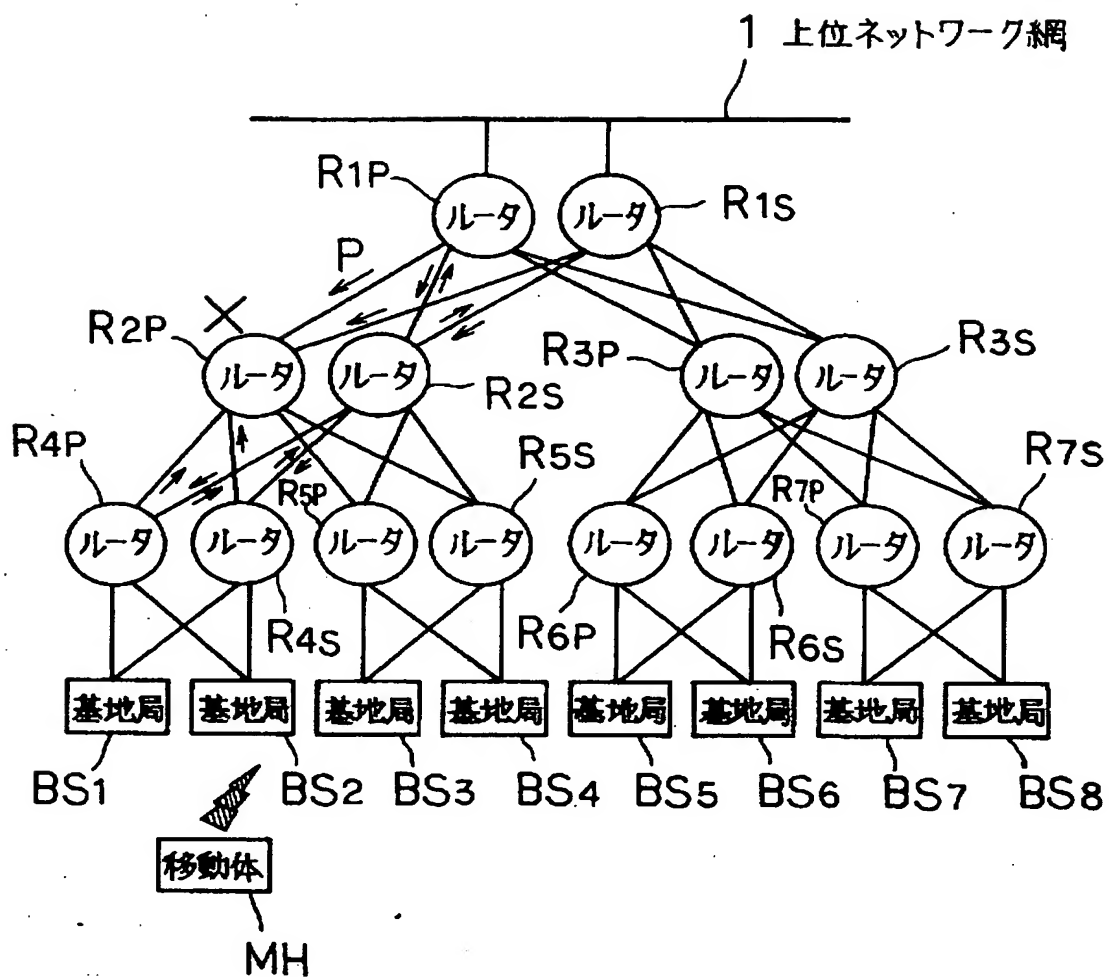 1 上位ネットワーク網
R1P ルータ ルータ R1S
P
×
R2P ルータ ルータ R2S R3P ルータ ルータ R3S
R4P ルータ R4S ルータ R5P ルータ R5S ルータ R6P ルータ R6S ルータ R7P ルータ R7S ルータ
基地局 基地局 基地局 基地局 基地局 基地局 基地局 基地局
BS1 BS2 BS3 BS4 BS5 BS6 BS7 BS8
移動体
MH